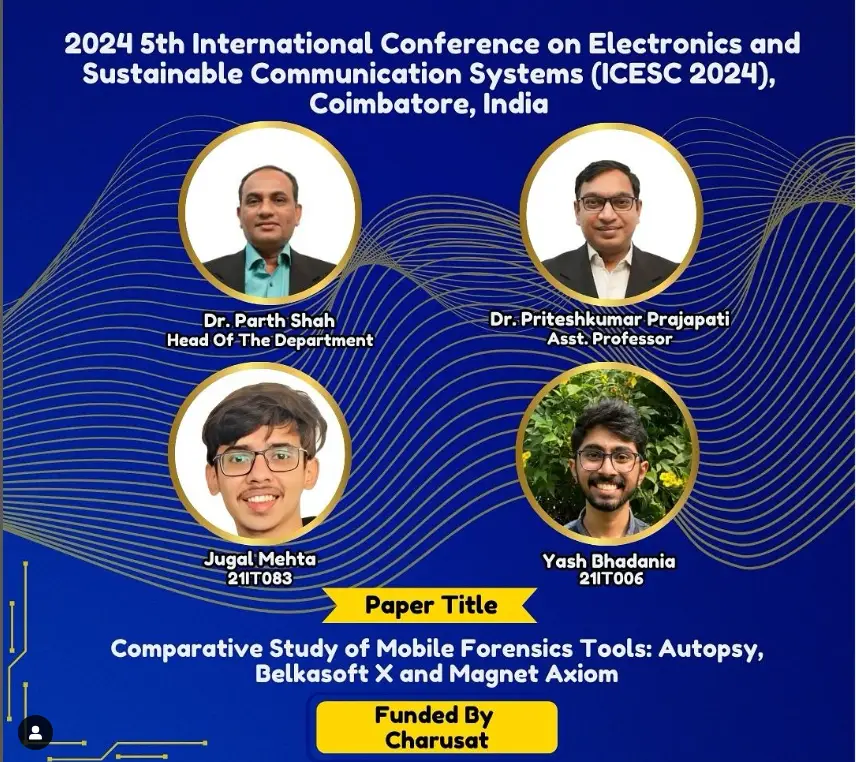 2024 5th International Conference on Electronics and
Sustainable Communication Systems (ICESC 2024),
Coimbatore, India
Dr. Parth Shah
Head Of The Department
Dr. Priteshkumar Prajapati
Asst. Professor
Jugal Mehta
21IT083
Yash Bhadania
21IT006
Paper Title
Comparative Study of Mobile Forensics Tools: Autopsy,
Belkasoft X and Magnet Axiom
Funded By
Charusat